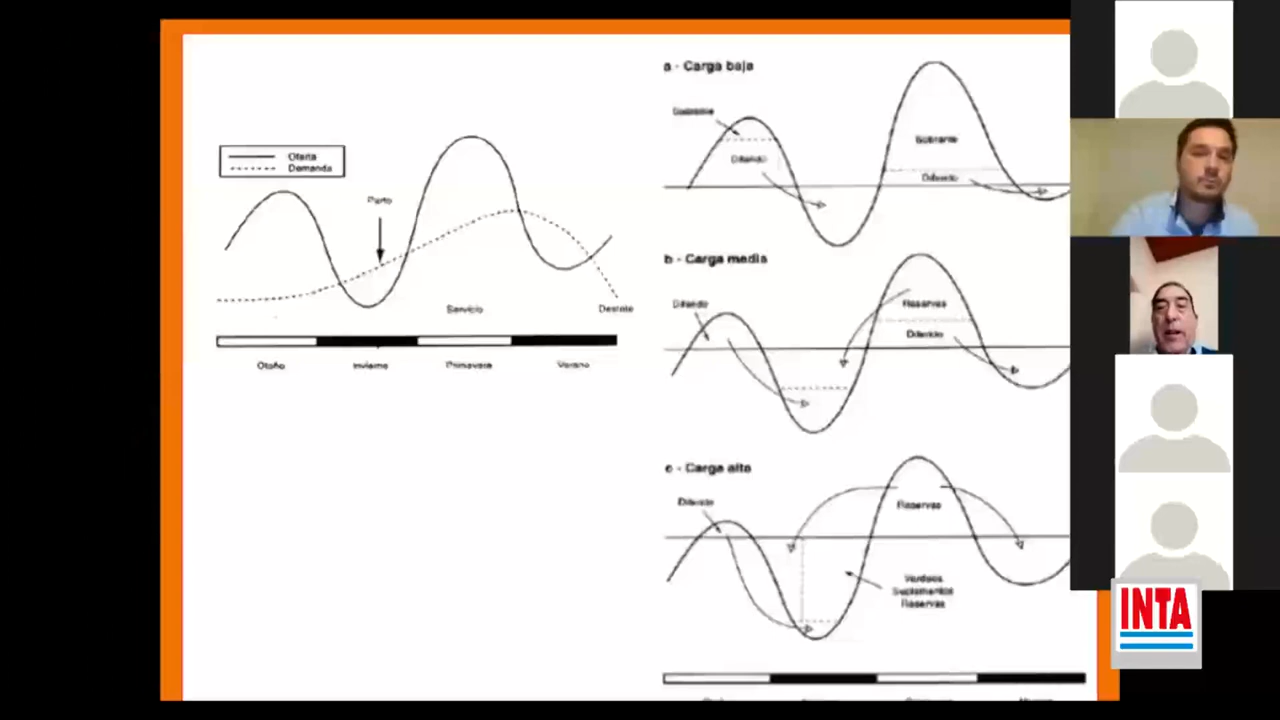 Oferta
Demanda
Parto
Servicio
Destete
Otoño
Invierno
Primavera
Verano
a - Carga baja
Sobrante
Diferido
Sobrante
Diferido
b - Carga media
Diferido
Reservas
Diferido
c - Carga alta
Diferido
Reservas
Verdeos
Suplementos
Reservas
INTA